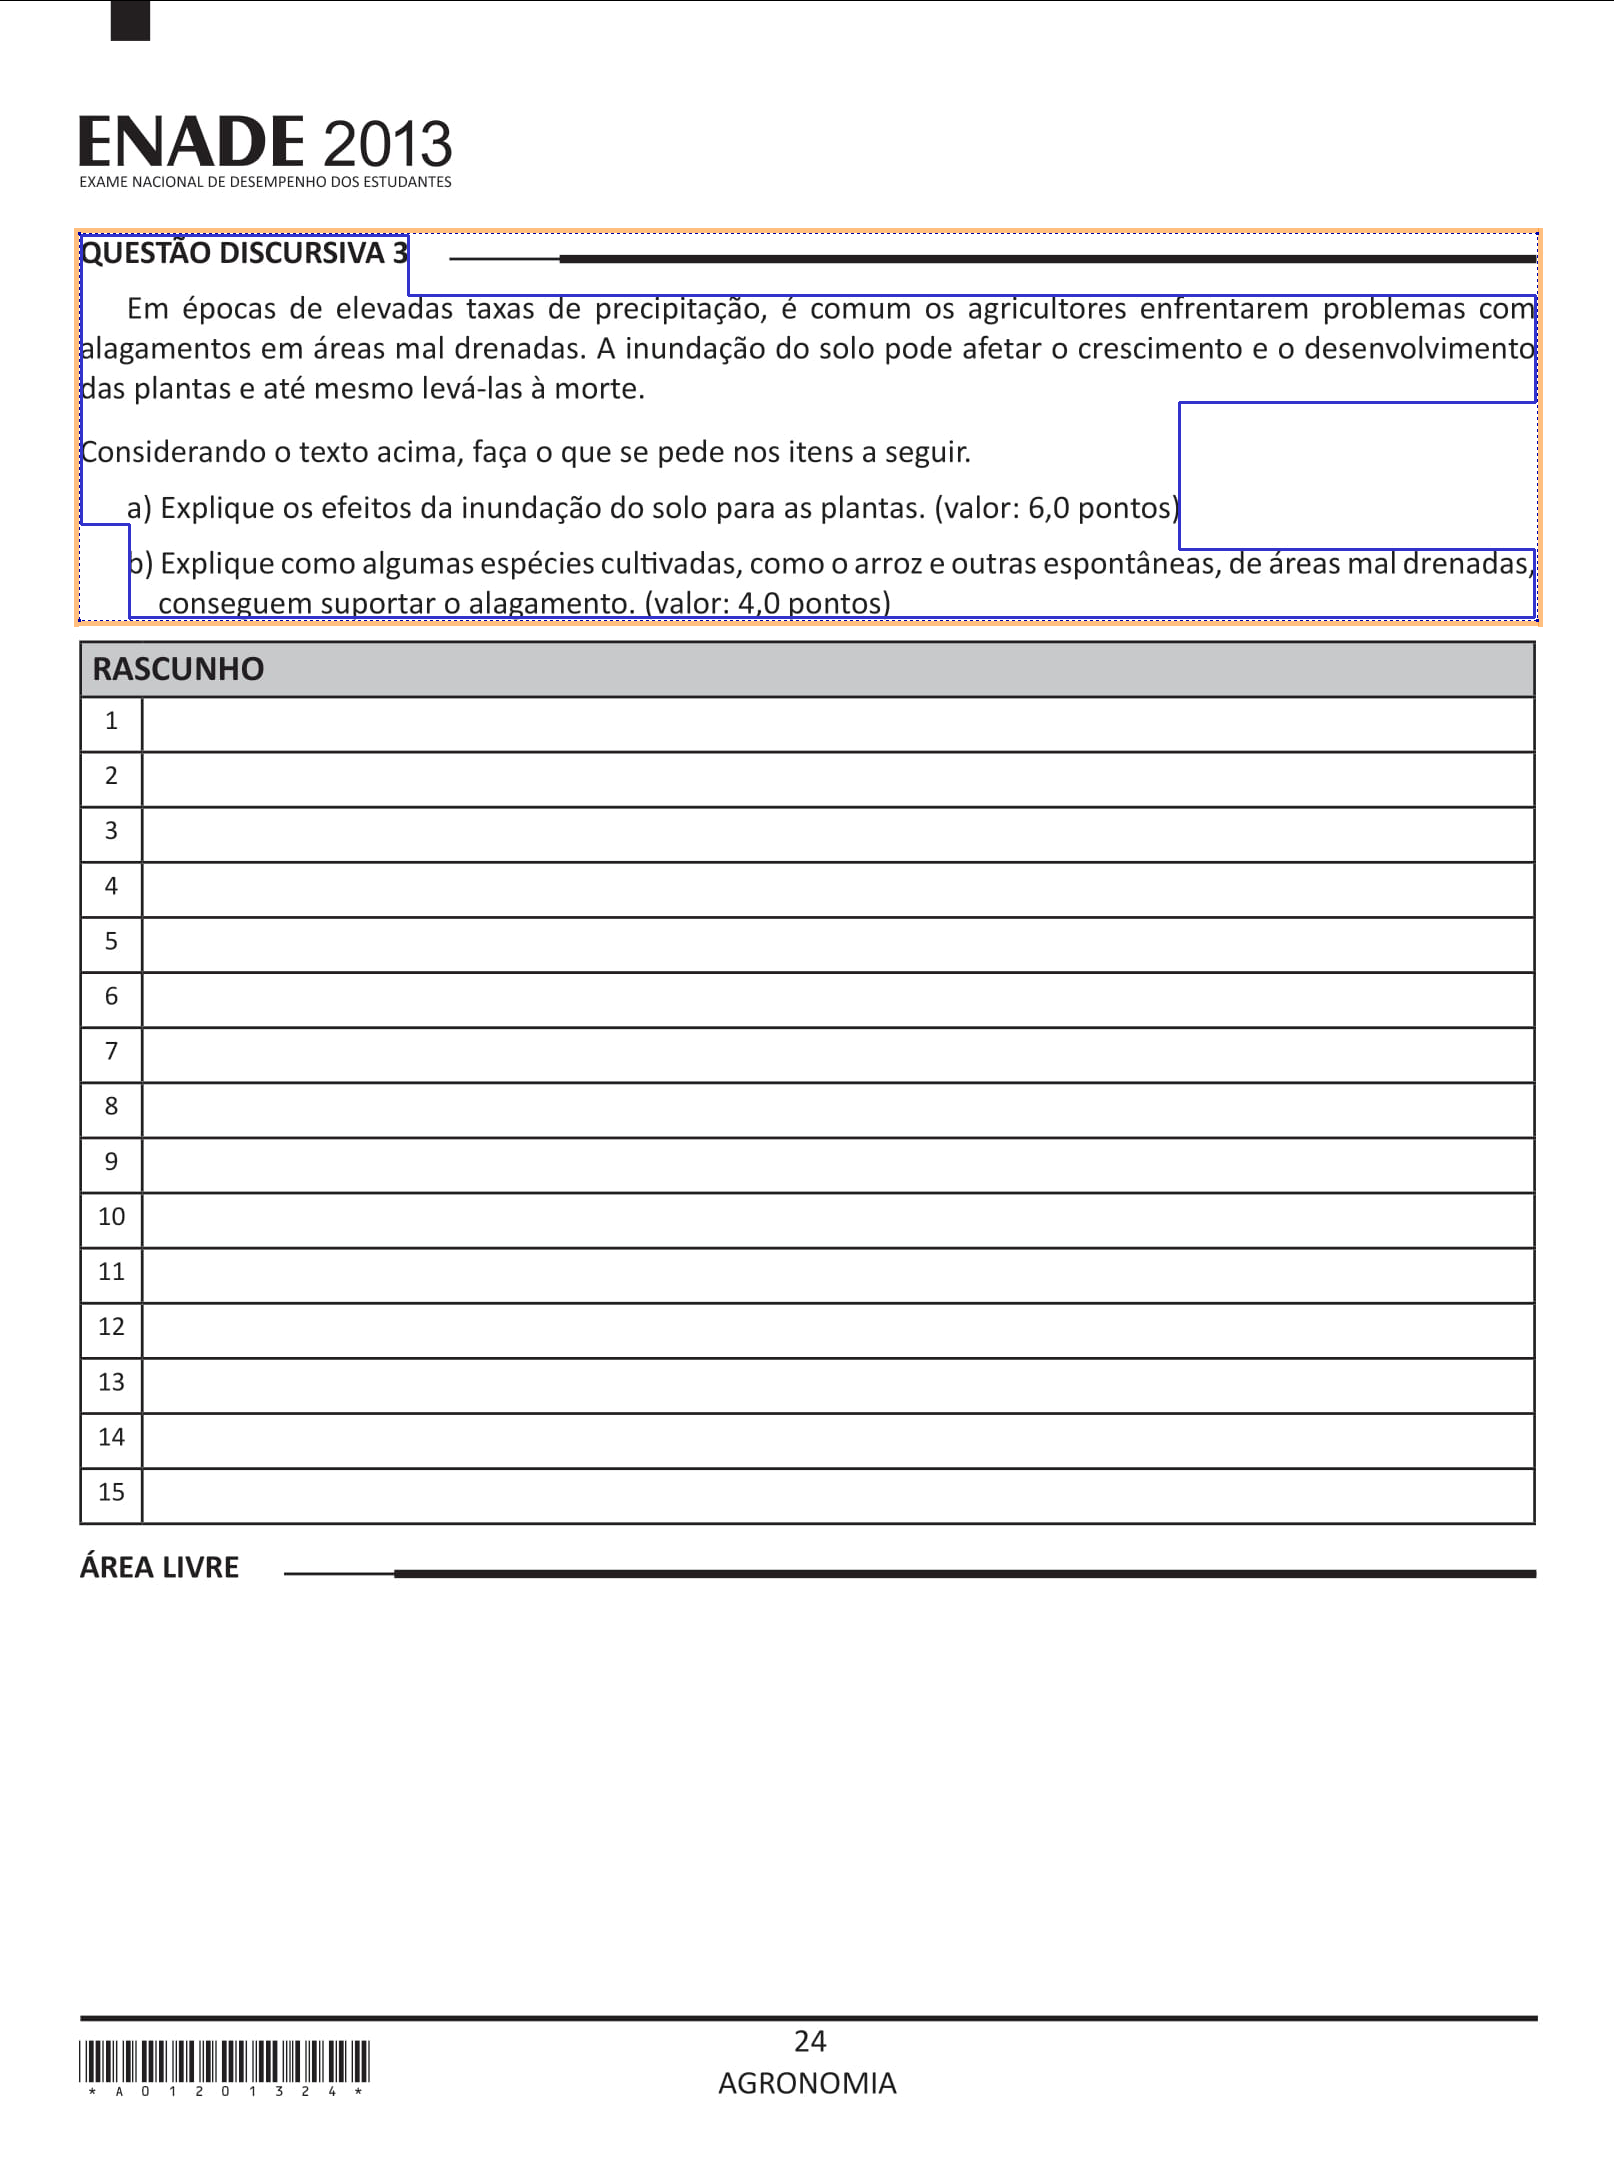 ENADE 2013
EXAME NACIONAL DE DESEMPENHO DOS ESTUDANTES
QUESTÃO DISCURSIVA 3
Em épocas de elevadas taxas de precipitação, é comum os agricultores enfrentarem problemas com
alagamentos em áreas mal drenadas. A inundação do solo pode afetar o crescimento e o desenvolvimento
das plantas e até mesmo levá-las à morte.
Considerando o texto acima, faça o que se pede nos itens a seguir.
a) Explique os efeitos da inundação do solo para as plantas. (valor: 6,0 pontos)
b) Explique como algumas espécies cultivadas, como o arroz e outras espontâneas, de áreas mal drenadas,
conseguem suportar o alagamento. (valor: 4,0 pontos)
RASCUNHO
1
2
3
4
5
6
7
8
9
10
11
12
13
14
15
ÁREA LIVRE
24
AGRONOMIA
* A 0 1 2 0 1 3 2 4 *